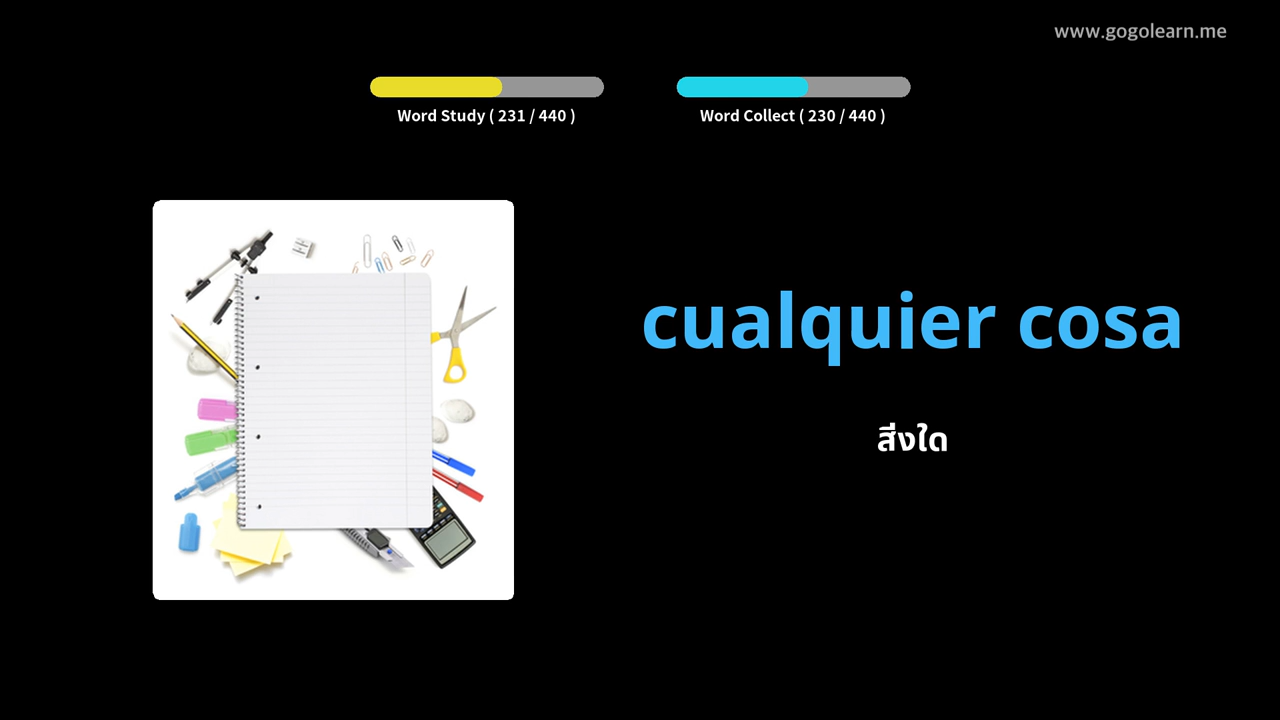 www.gogolearn.me
Word Study ( 231 / 440 )
Word Collect ( 230 / 440 )
cualquier cosa
สิ่งใด